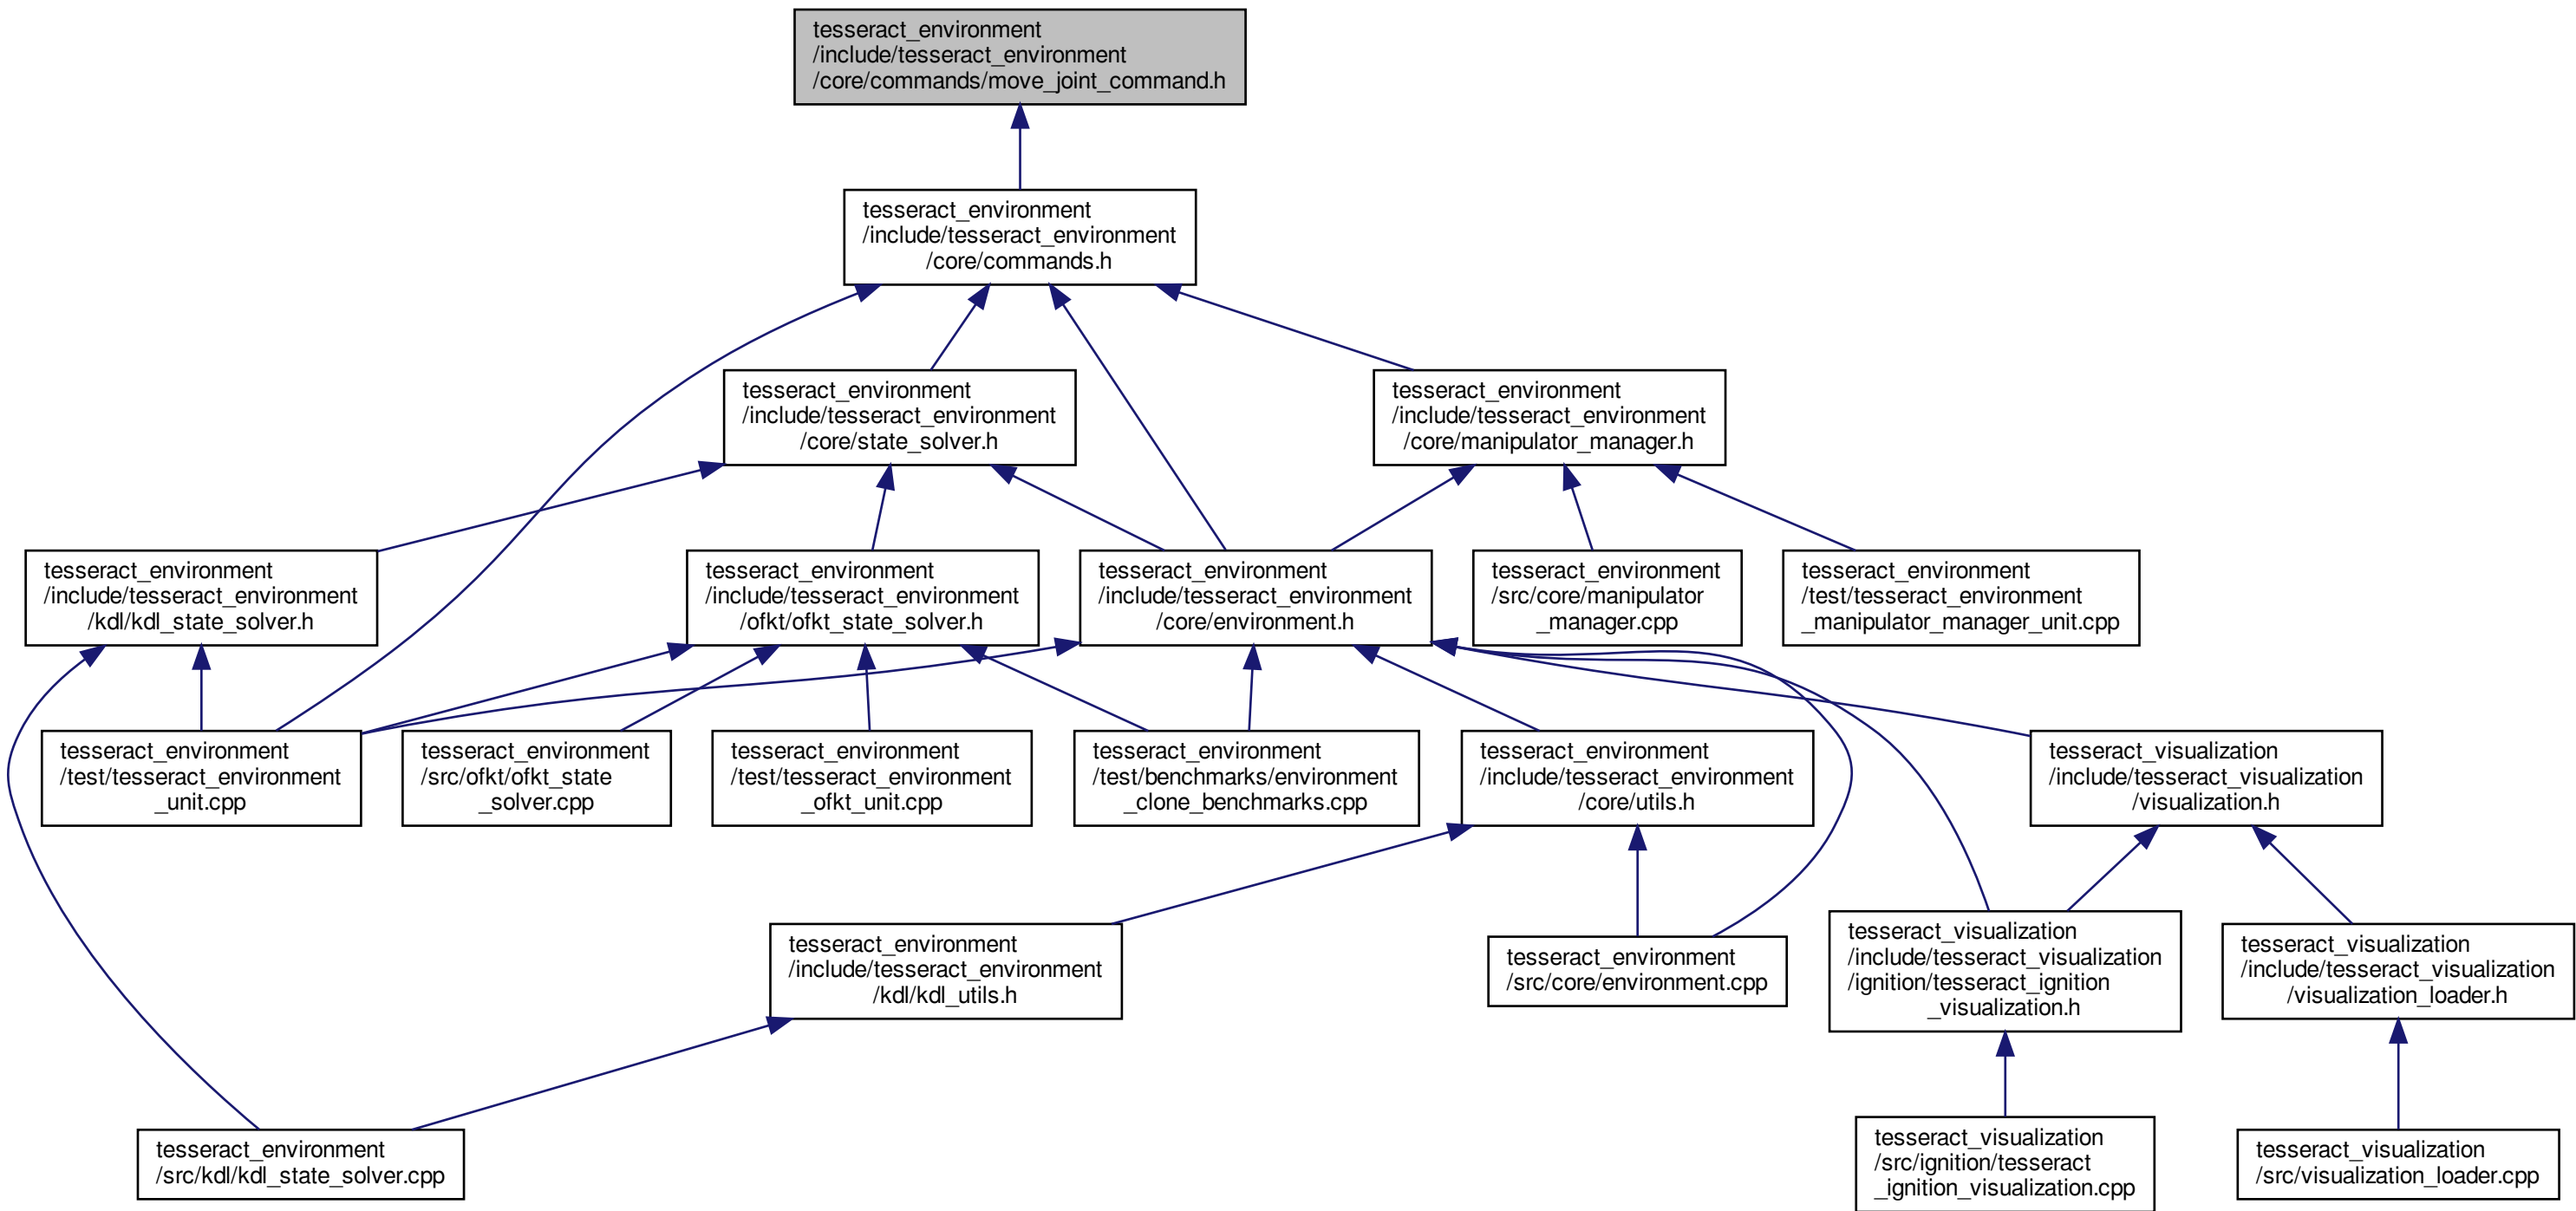 tesseract_environment
/include/tesseract_environment
/core/commands/move_joint_command.h
tesseract_environment
/include/tesseract_environment
/core/commands.h
tesseract_environment
/include/tesseract_environment
/core/state_solver.h
tesseract_environment
/include/tesseract_environment
/core/manipulator_manager.h
tesseract_environment
/include/tesseract_environment
/kdl/kdl_state_solver.h
tesseract_environment
/include/tesseract_environment
/ofkt/ofkt_state_solver.h
tesseract_environment
/include/tesseract_environment
/core/environment.h
tesseract_environment
/src/core/manipulator
_manager.cpp
tesseract_environment
/test/tesseract_environment
_manipulator_manager_unit.cpp
tesseract_environment
/test/tesseract_environment
_unit.cpp
tesseract_environment
/src/ofkt/ofkt_state
_solver.cpp
tesseract_environment
/test/tesseract_environment
_ofkt_unit.cpp
tesseract_environment
/test/benchmarks/environment
_clone_benchmarks.cpp
tesseract_environment
/include/tesseract_environment
/core/utils.h
tesseract_visualization
/include/tesseract_visualization
/visualization.h
tesseract_environment
/include/tesseract_environment
/kdl/kdl_utils.h
tesseract_environment
/src/core/environment.cpp
tesseract_visualization
/include/tesseract_visualization
/ignition/tesseract_ignition
_visualization.h
tesseract_visualization
/include/tesseract_visualization
/visualization_loader.h
tesseract_environment
/src/kdl/kdl_state_solver.cpp
tesseract_visualization
/src/ignition/tesseract
_ignition_visualization.cpp
tesseract_visualization
/src/visualization_loader.cpp